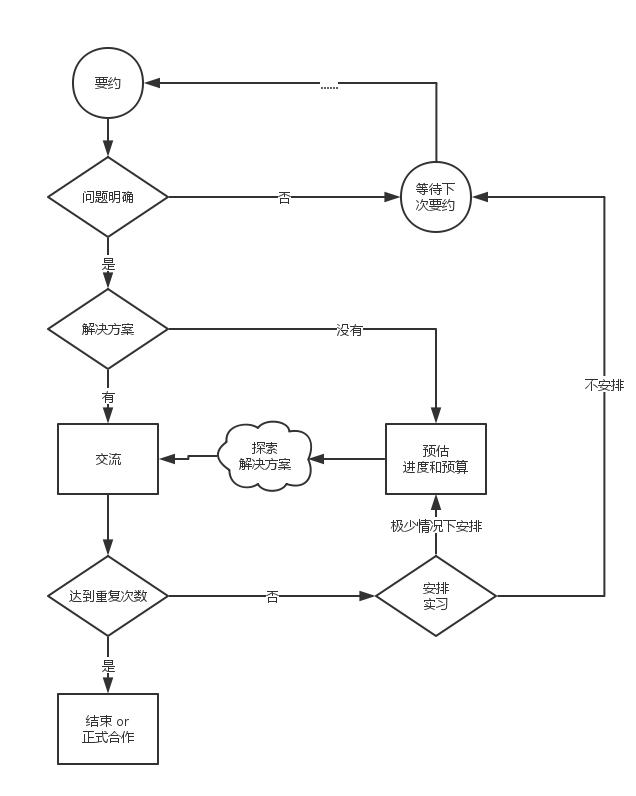 要约
......
问题明确
否
等待下
次要约
是
解决方案
没有
不安排
有
交流
探索
解决方案
预估
进度和预算
极少情况下安排
达到重复次数
否
安排
实习
是
结束 or
正式合作